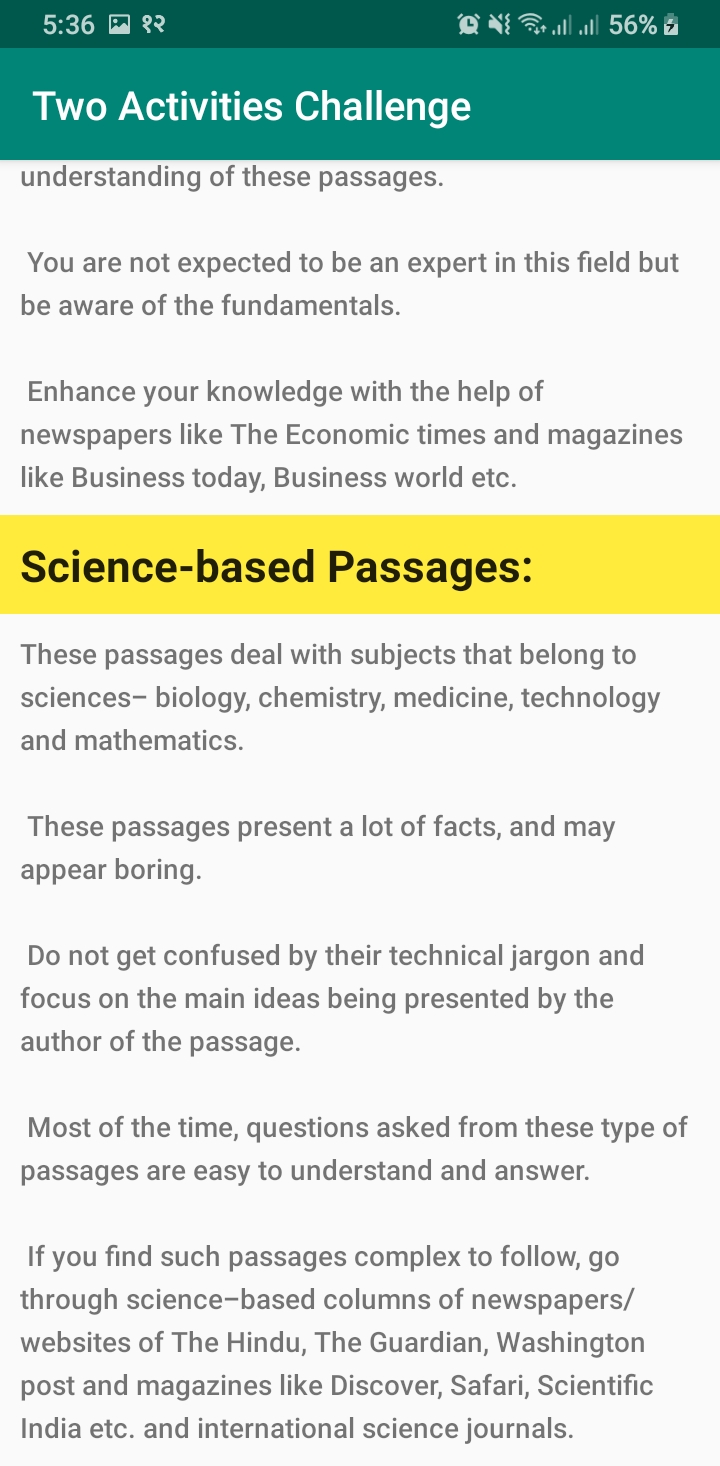 5:36 १२ 56%
Two Activities Challenge
understanding of these passages.
You are not expected to be an expert in this field but
be aware of the fundamentals.
Enhance your knowledge with the help of
newspapers like The Economic times and magazines
like Business today, Business world etc.
Science-based Passages:
These passages deal with subjects that belong to
sciences– biology, chemistry, medicine, technology
and mathematics.
These passages present a lot of facts, and may
appear boring.
Do not get confused by their technical jargon and
focus on the main ideas being presented by the
author of the passage.
Most of the time, questions asked from these type of
passages are easy to understand and answer.
If you find such passages complex to follow, go
through science–based columns of newspapers/
websites of The Hindu, The Guardian, Washington
post and magazines like Discover, Safari, Scientific
India etc. and international science journals.